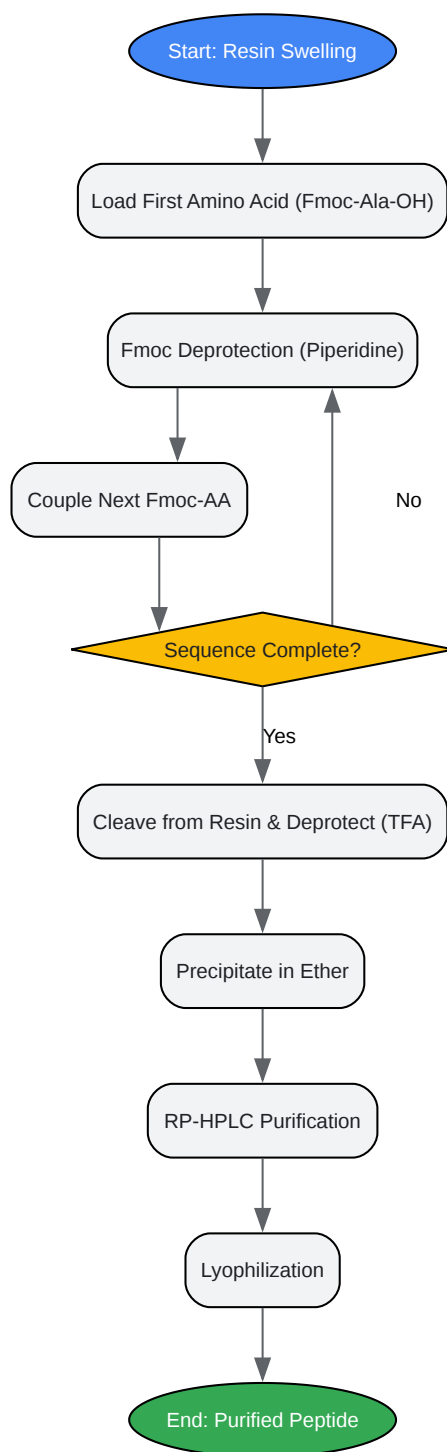 Start: Resin Swelling
Load First Amino Acid (Fmoc-Ala-OH)
Fmoc Deprotection (Piperidine)
Couple Next Fmoc-AA
No
Sequence Complete?
Yes
Cleave from Resin & Deprotect (TFA)
Precipitate in Ether
RP-HPLC Purification
Lyophilization
End: Purified Peptide